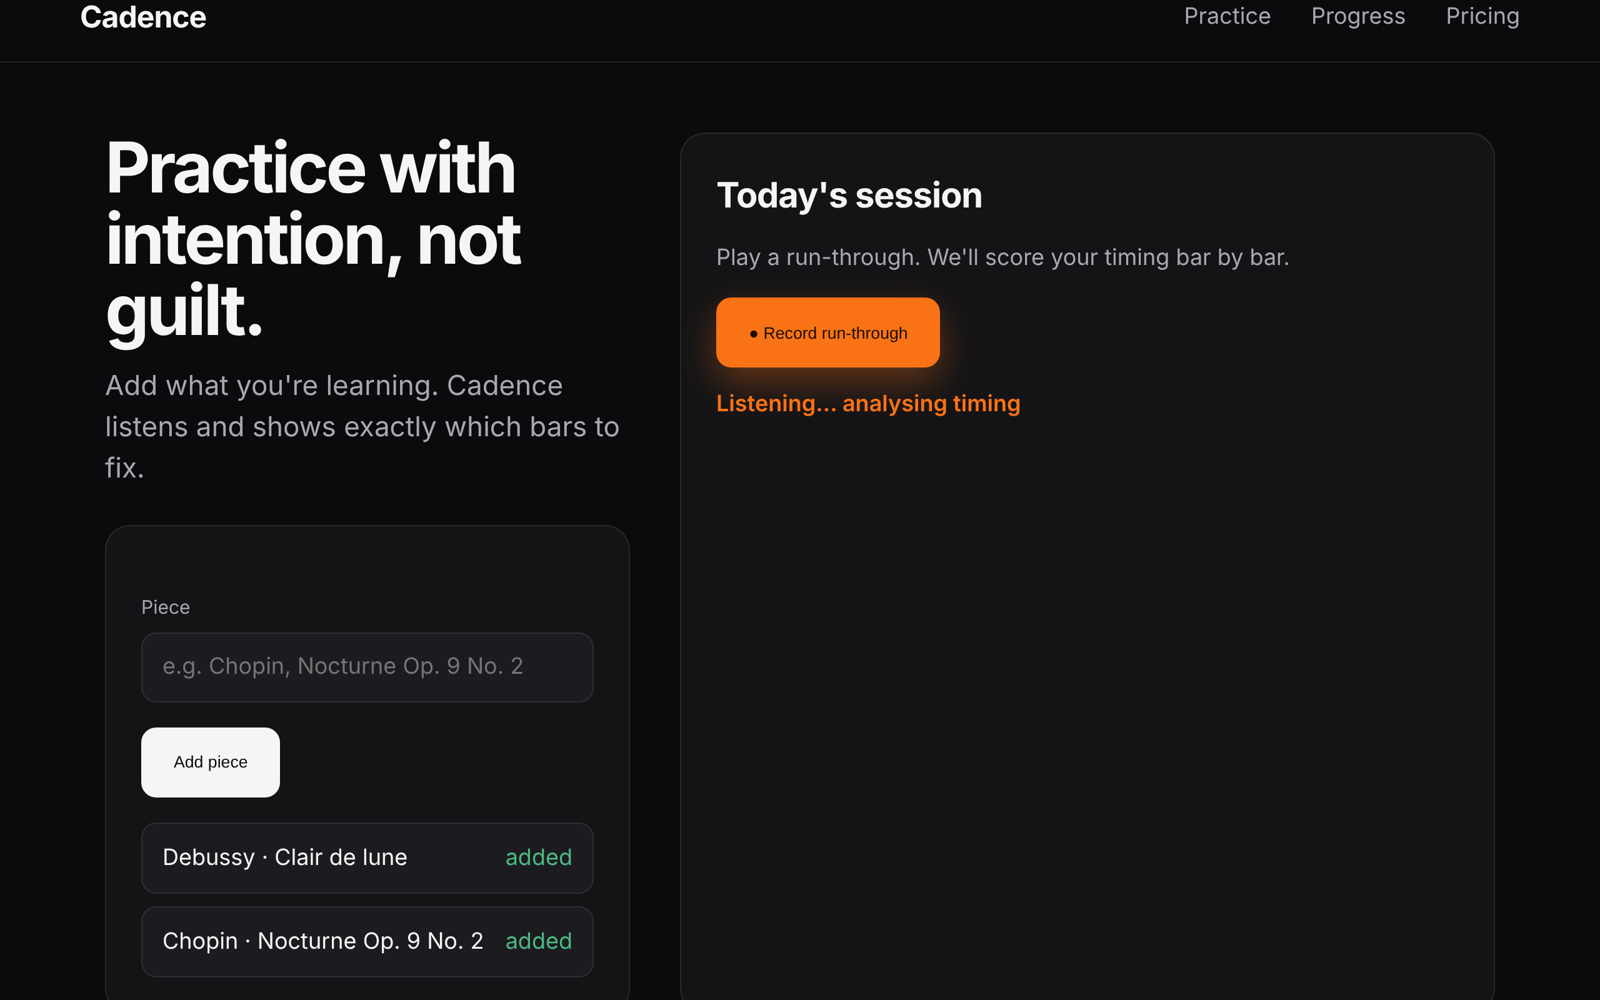 Cadence
Practice
Progress
Pricing
Practice with
intention, not
guilt.
Add what you're learning. Cadence
listens and shows exactly which bars to
fix.
Piece
e.g. Chopin, Nocturne Op. 9 No. 2
Add piece
Debussy · Clair de lune added
Chopin · Nocturne Op. 9 No. 2 added
Today's session
Play a run-through. We'll score your timing bar by bar.
● Record run-through
Listening... analysing timing